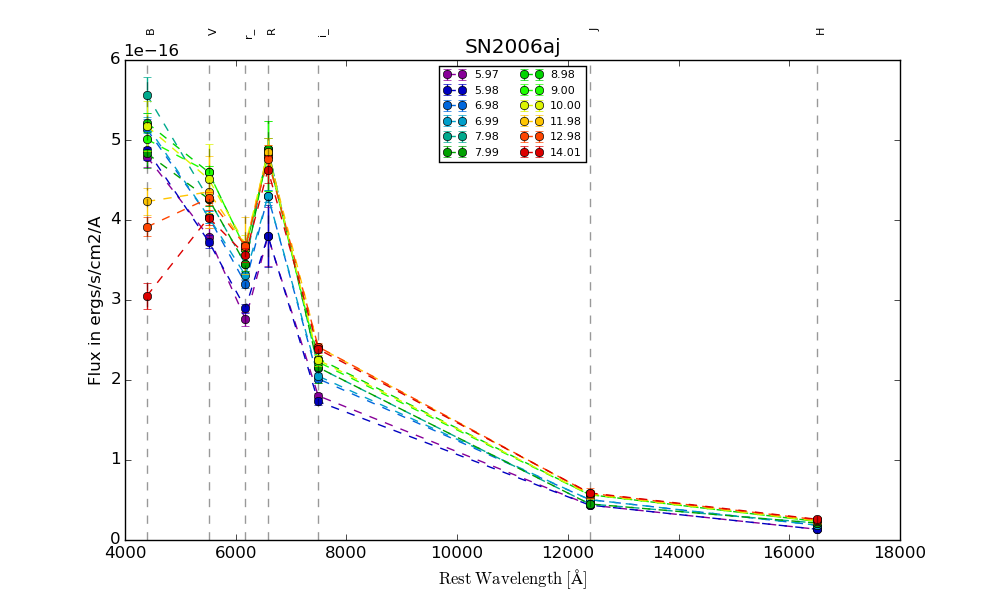 B V r_ R i_ J H
1e−16
SN2006aj
5.97 8.98
5.98 9.00
6.98 10.00
6.99 11.98
7.98 12.98
7.99 14.01
6
5
4
3
2
1
0
Flux in ergs/s/cm2/A
4000 6000 8000 10000 12000 14000 16000 18000
Rest Wavelength [Å]